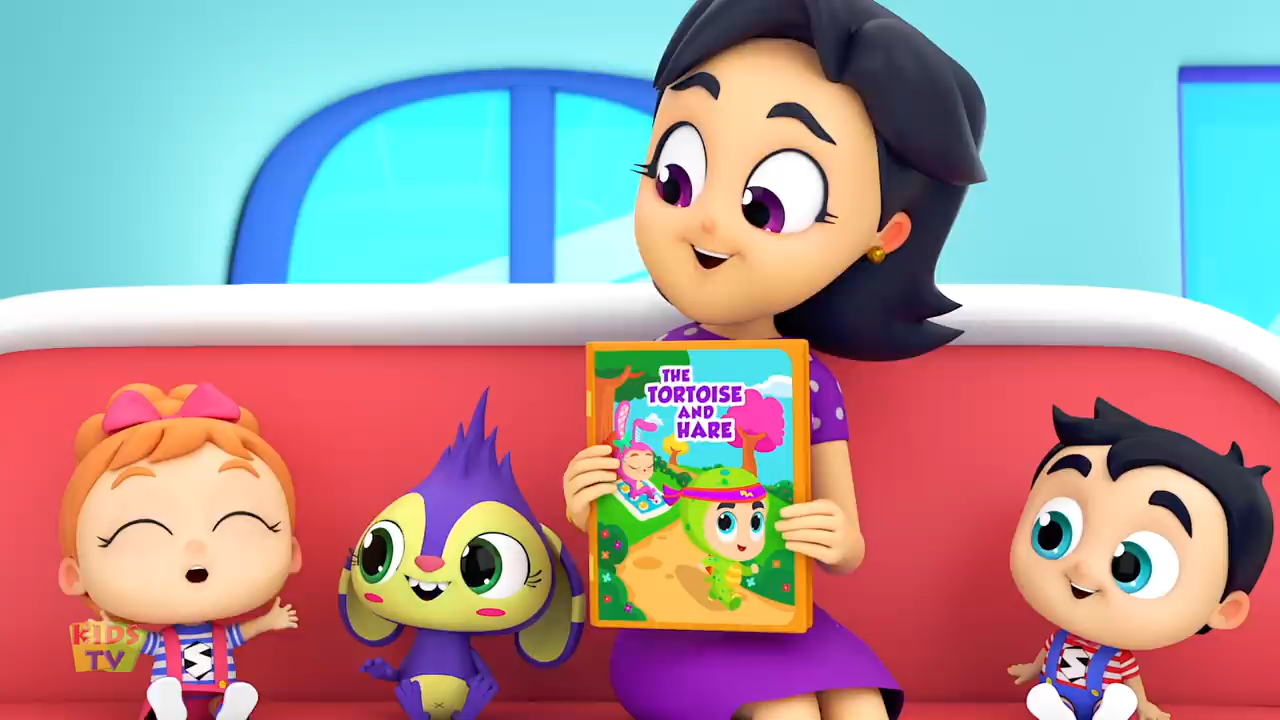 THE
TORTOISE
AND
HARE
KIDS
TV
S
S